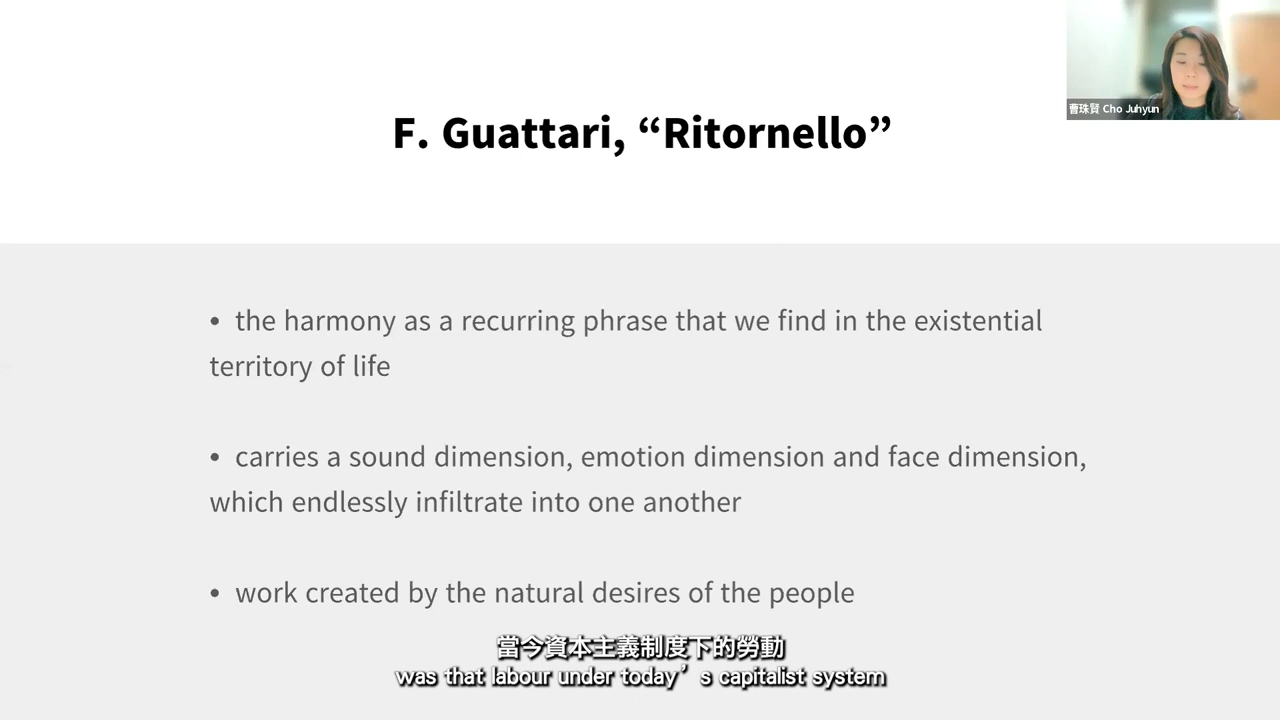 曹珠賢 Cho Juhyun
F. Guattari, “Ritornello”
• the harmony as a recurring phrase that we find in the existential
territory of life
• carries a sound dimension, emotion dimension and face dimension,
which endlessly infiltrate into one another
• work created by the natural desires of the people
當今資本主義制度下的勞動
was that labour under today’s capitalist system